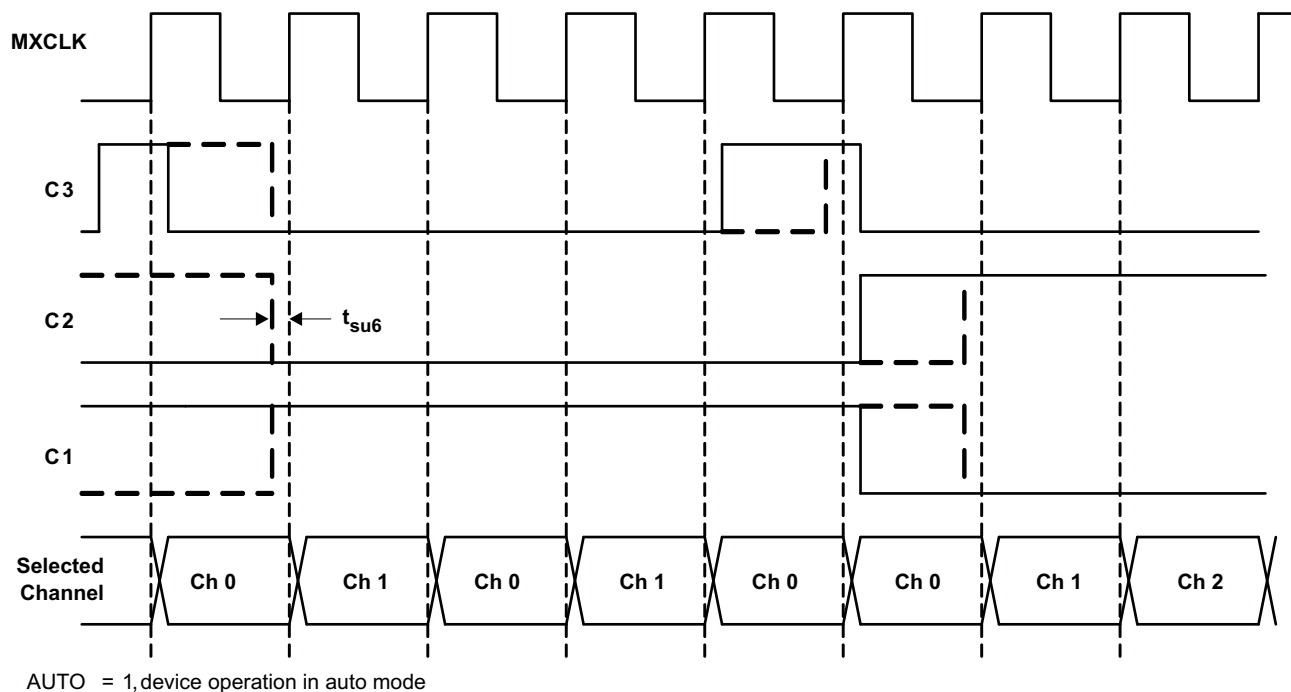 MXCLK
C3
C2
t_su6
C1
Selected
Channel
Ch 0 Ch 1 Ch 0 Ch 1 Ch 0 Ch 0 Ch 1 Ch 2
AUTO = 1, device operation in auto mode